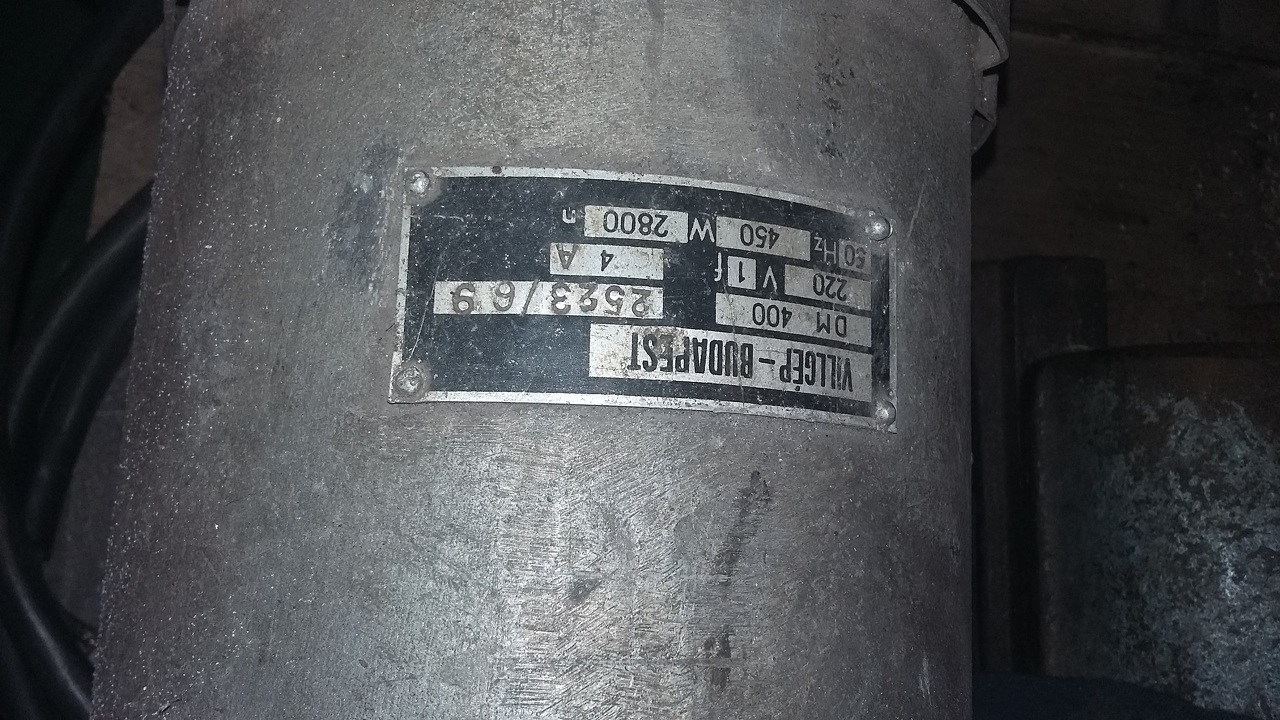 VILLGÉP - BUDAPEST
DM 400 2523/69
220 V 1 f 4 A
50 Hz 450 W 2800 n